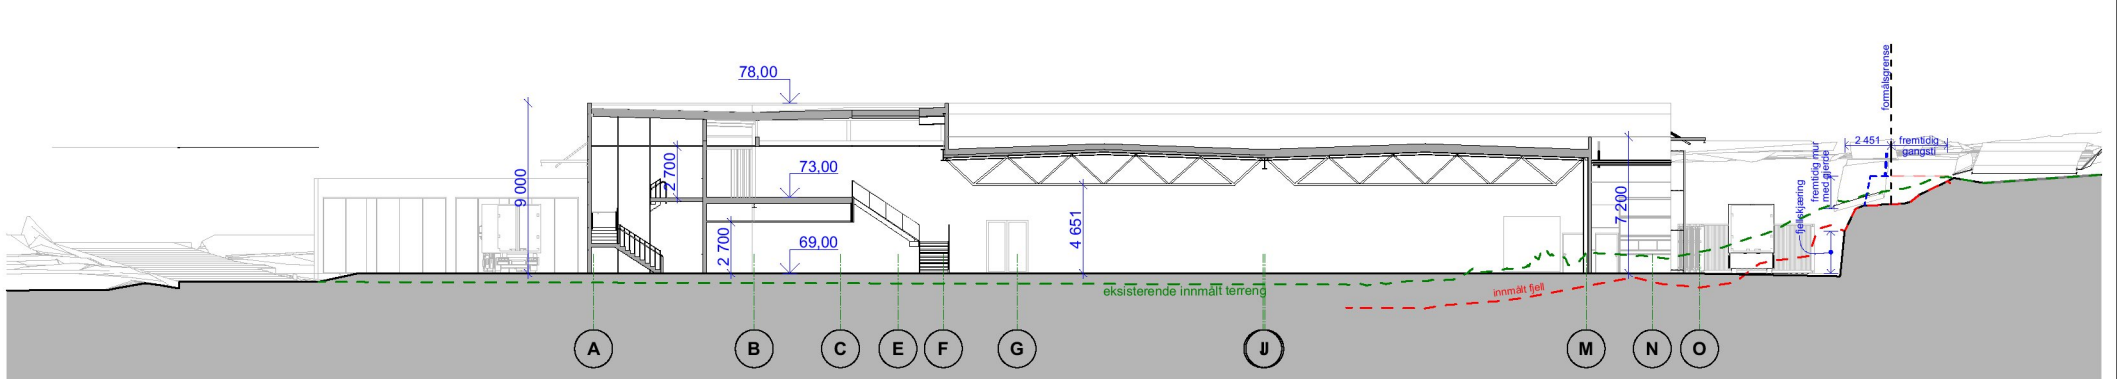 78,00
9 000
2 700
73,00
2 700
69,00
4 651
7 200
formålsgrense
2 451
fremtidig
gangsti
fremtidig mur
med gjerde
fjellskjæring
eksisterende innmålt terreng
innmålt fjell
A
B
C
E
F
G
M
N
O